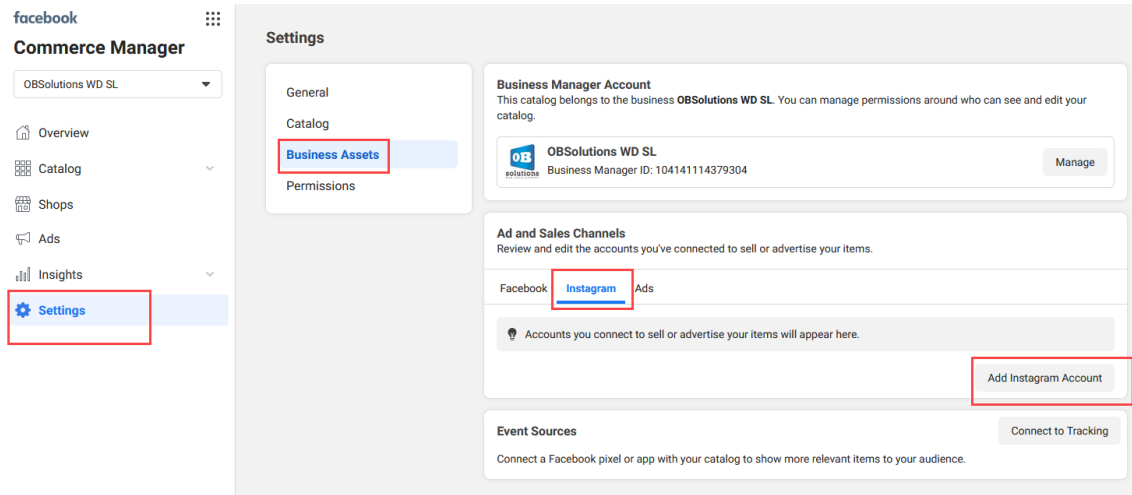 facebook
Commerce Manager
OBSolutions WD SL
Overview
Catalog
Shops
Ads
Insights
Settings
Settings
General
Catalog
Business Assets
Permissions
Business Manager Account
This catalog belongs to the business OBSolutions WD SL. You can manage permissions around who can see and edit your
catalog.
OB
solutions
OBSolutions WD SL
Business Manager ID: 104141114379304
Manage
Ad and Sales Channels
Review and edit the accounts you've connected to sell or advertise your items.
Facebook Instagram Ads
Accounts you connect to sell or advertise your items will appear here.
Add Instagram Account
Event Sources
Connect to Tracking
Connect a Facebook pixel or app with your catalog to show more relevant items to your audience.